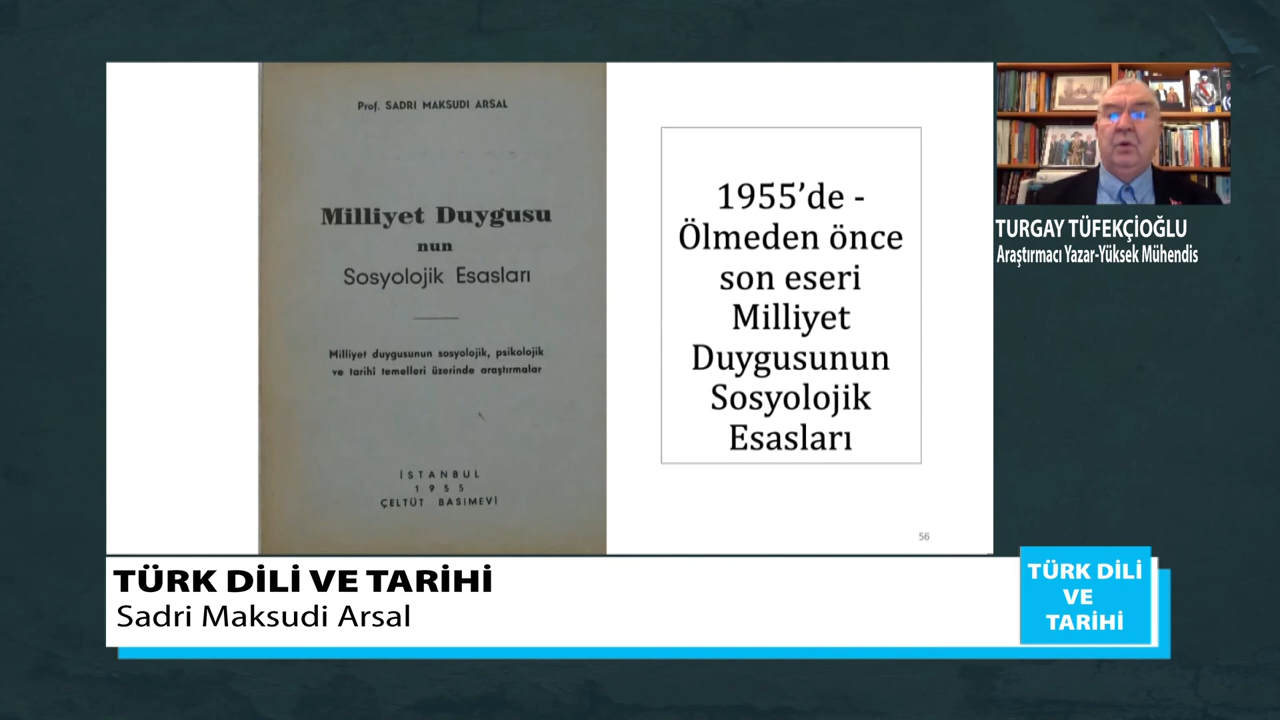 Prof. SADRI MAKSUDI ARSAL
Milliyet Duygusu
nun
Sosyolojik Esasları
Milliyet duygusunun sosyolojik, psikolojik
ve tarihî temelleri üzerinde araştırmalar
İSTANBUL
1955
ÇELTÜT BASIMEVİ
1955’de -
Ölmeden önce
son eseri
Milliyet
Duygusunun
Sosyolojik
Esasları
56
TURGAY TÜFEKÇİOĞLU
Araştırmacı Yazar-Yüksek Mühendis
TÜRK DİLİ VE TARİHİ
Sadri Maksudi Arsal
TÜRK DİLİ
VE
TARİHİ